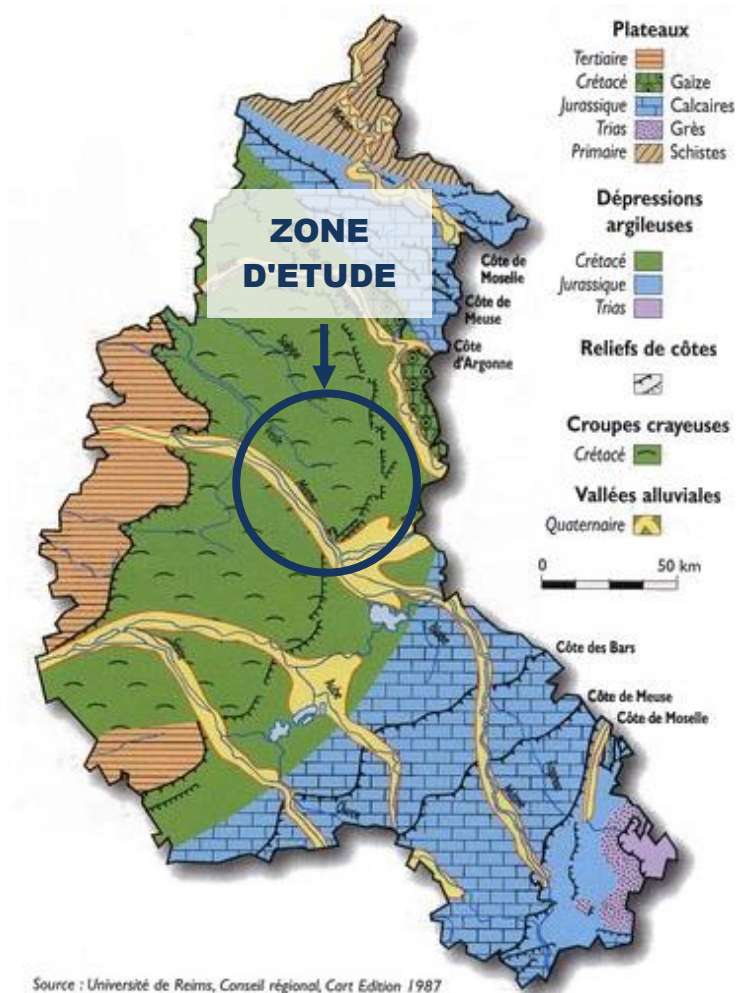 Plateaux
Tertiaire
Crétacé Gaize
Jurassique Calcaires
Trias Grès
Primaire Schistes
Dépressions
argileuses
Crétacé
Jurassique
Trias
Reliefs de côtes
Croupes crayeuses
Crétacé
Vallées alluviales
Quaternaire
0 50 km
ZONE
D'ETUDE
Côte de
Moselle
Côte de
Meuse
Côte
d'Argonne
Suippe
Vesle
Marne
Aube
Marne
Côte des Bars
Côte de Meuse
Côte de Moselle
Source : Université de Reims, Conseil régional, Cart Edition 1987